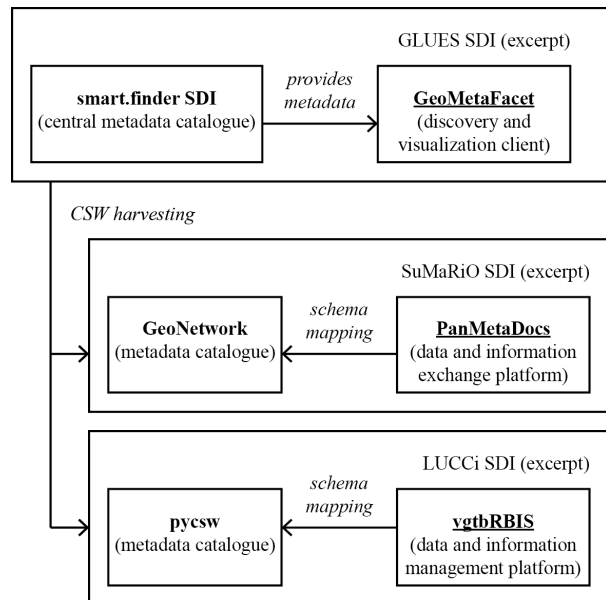 GLUES SDI (excerpt)
smart.finder SDI
(central metadata catalogue)
provides
metadata
GeoMetaFacet
(discovery and
visualization client)
CSW harvesting
SuMaRiO SDI (excerpt)
GeoNetwork
(metadata catalogue)
schema
mapping
PanMetaDocs
(data and information
exchange platform)
LUCCi SDI (excerpt)
pycsw
(metadata catalogue)
schema
mapping
vgtbRBIS
(data and information
management platform)